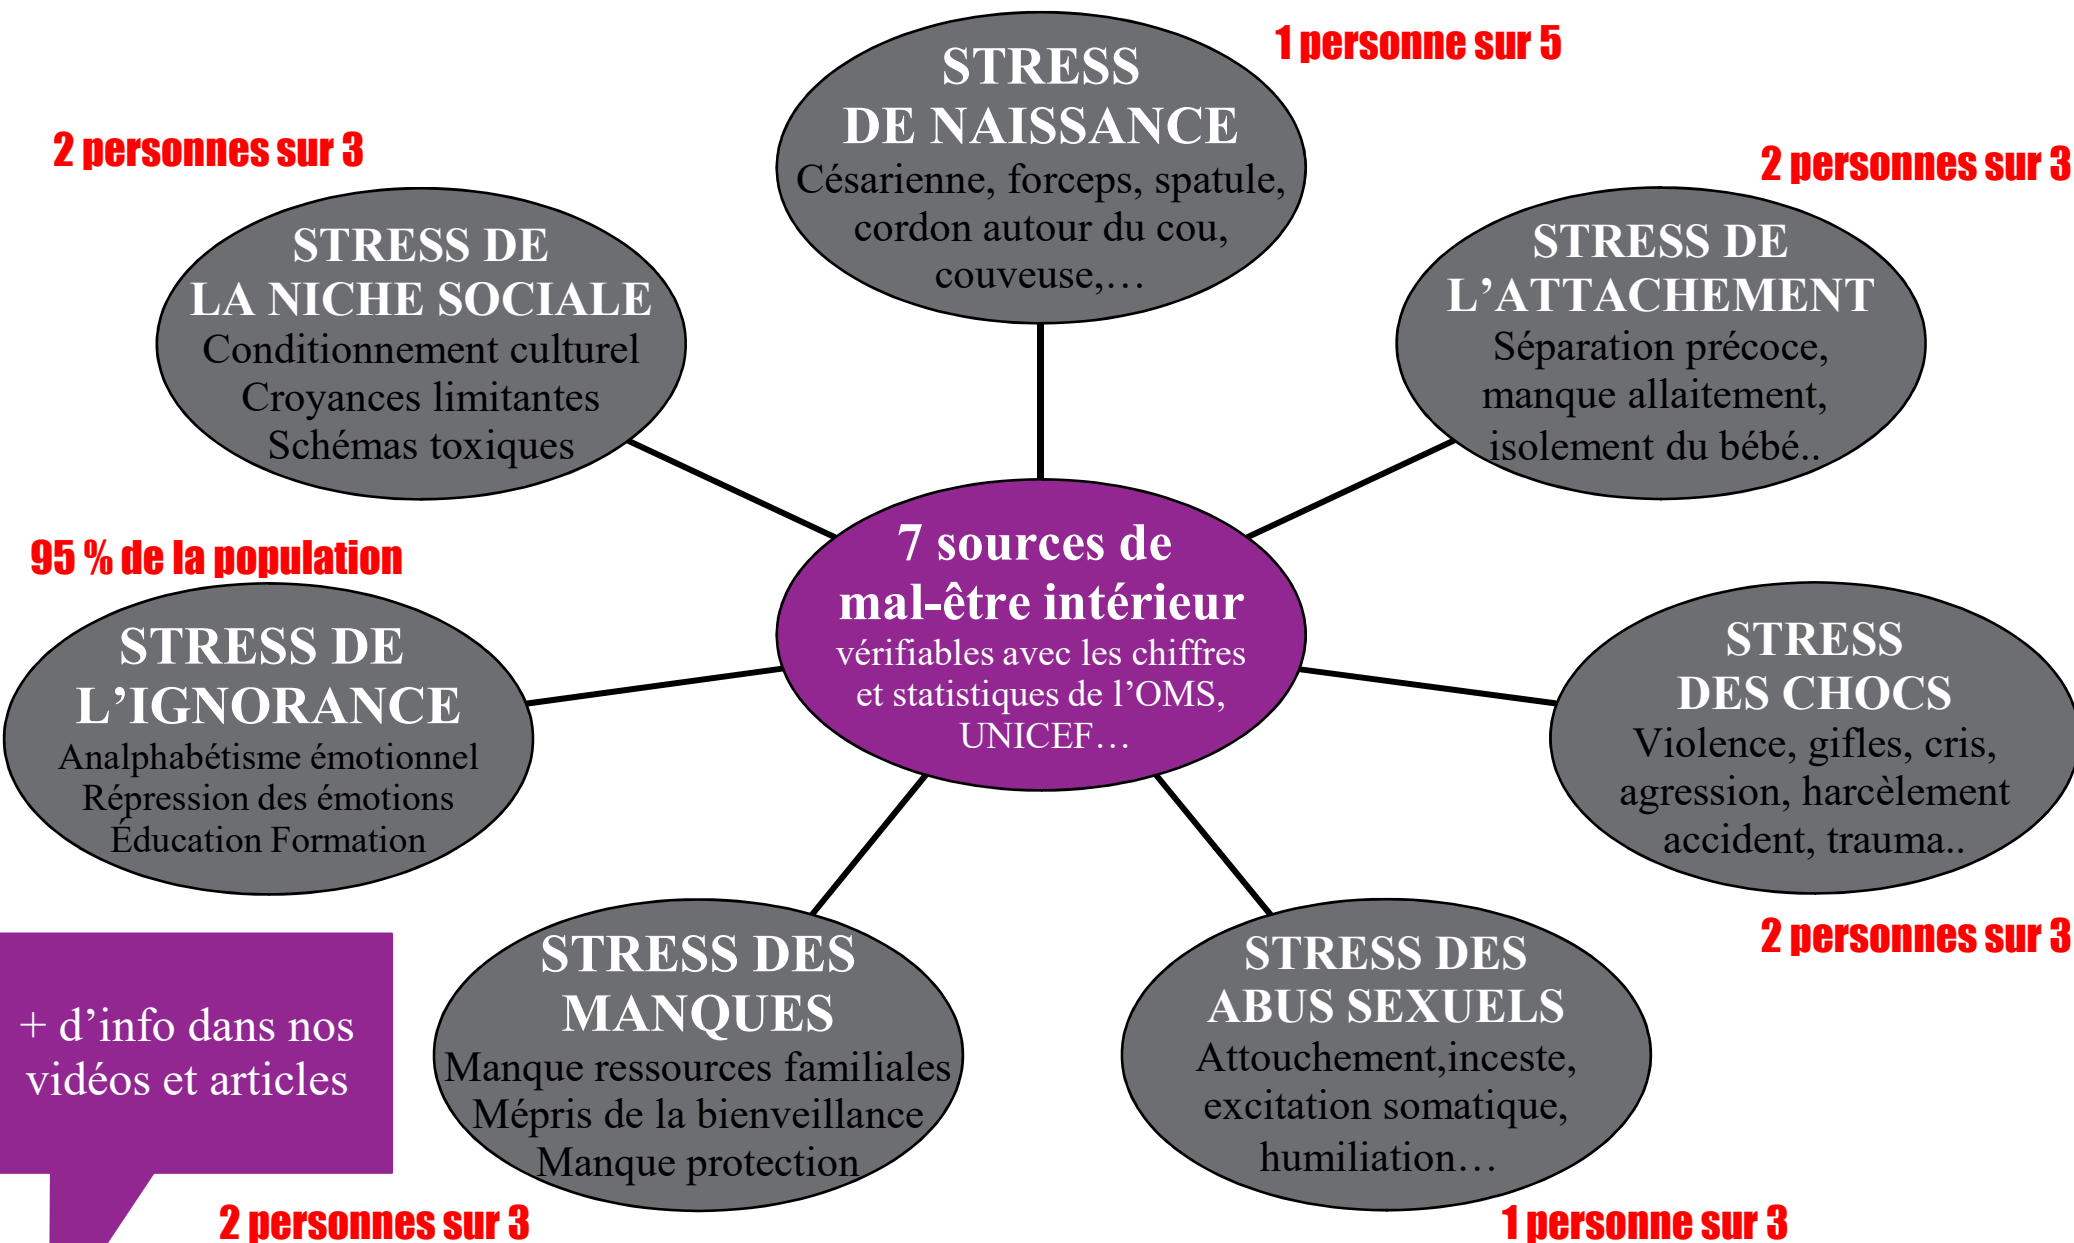 1 personne sur 5
STRESS
DE NAISSANCE
Césarienne, forceps, spatule,
cordon autour du cou,
couveuse,…
2 personnes sur 3
STRESS DE
L’ATTACHEMENT
Séparation précoce,
manque allaitement,
isolement du bébé..
STRESS
DES CHOCS
Violence, gifles, cris,
agression, harcèlement
accident, trauma..
2 personnes sur 3
STRESS DES
ABUS SEXUELS
Attouchement,inceste,
excitation somatique,
humiliation…
1 personne sur 3
STRESS DES
MANQUES
Manque ressources familiales
Mépris de la bienveillance
Manque protection
2 personnes sur 3
95 % de la population
STRESS DE
L’IGNORANCE
Analphabétisme émotionnel
Répression des émotions
Éducation Formation
2 personnes sur 3
STRESS DE
LA NICHE SOCIALE
Conditionnement culturel
Croyances limitantes
Schémas toxiques
7 sources de
mal-être intérieur
vérifiables avec les chiffres
et statistiques de l’OMS,
UNICEF…
+ d’info dans nos
vidéos et articles